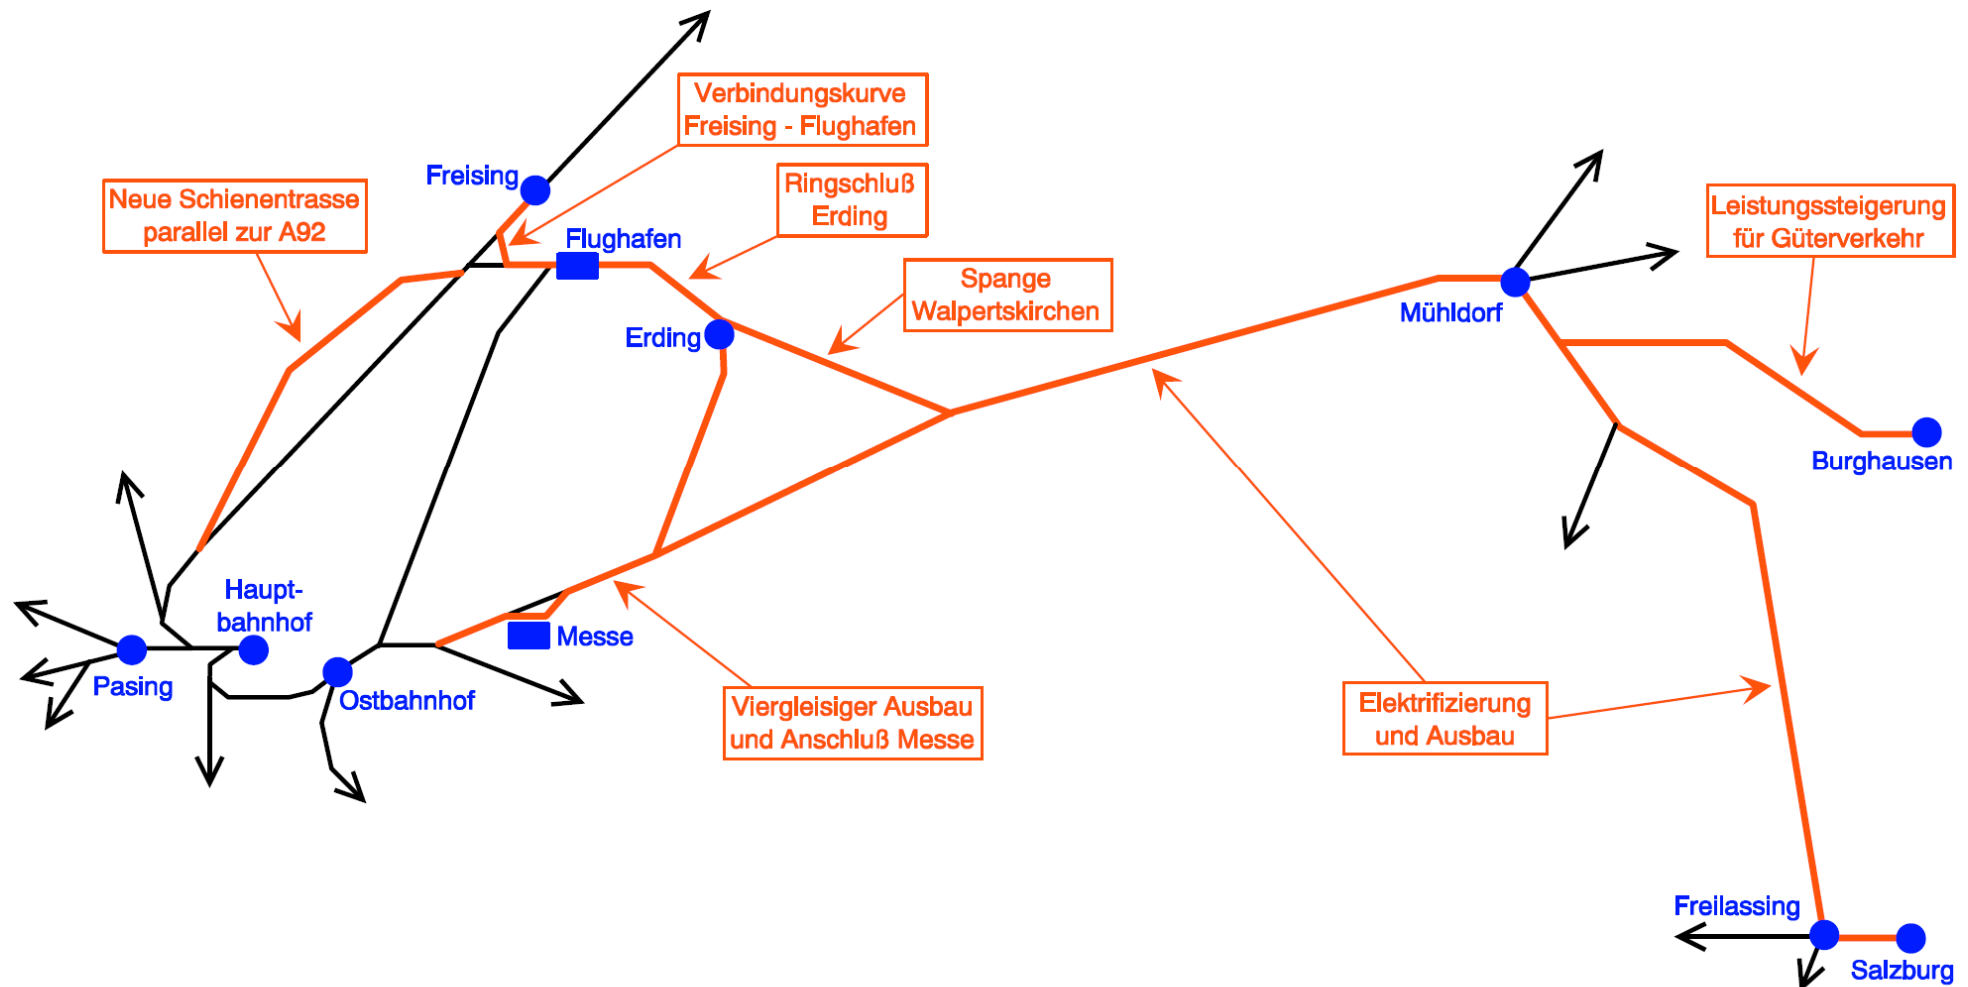 Verbindungskurve
Freising - Flughafen
Freising
Ringschluß
Erding
Neue Schienentrasse
parallel zur A92
Leistungssteigerung
für Güterverkehr
Flughafen
Spange
Walpertskirchen
Mühldorf
Erding
Burghausen
Haupt-
bahnhof
Messe
Pasing
Ostbahnhof
Viergleisiger Ausbau
und Anschluß Messe
Elektrifizierung
und Ausbau
Freilassing
Salzburg